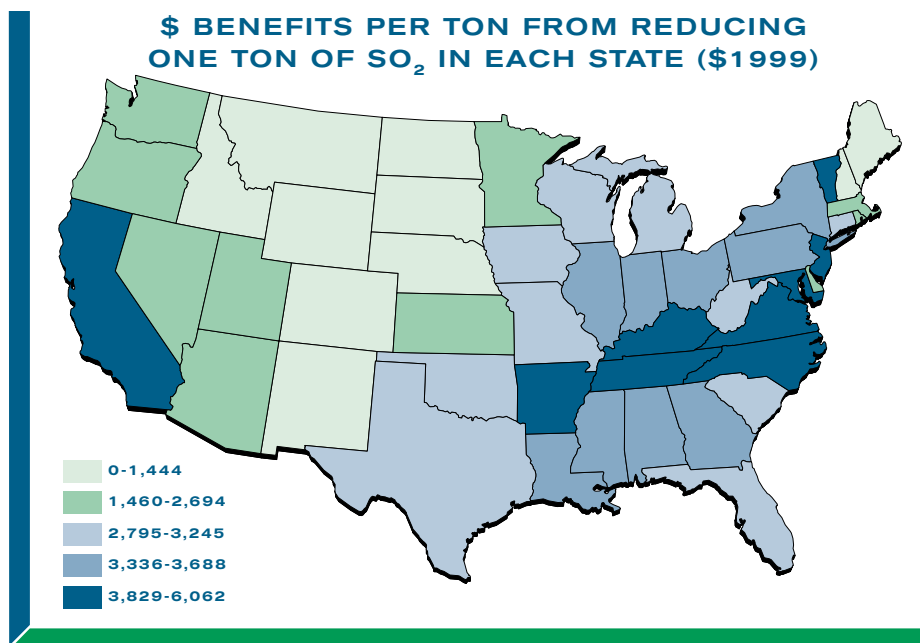 $ BENEFITS PER TON FROM REDUCING
ONE TON OF SO₂ IN EACH STATE ($1999)
0-1,444
1,460-2,694
2,795-3,245
3,336-3,688
3,829-6,062